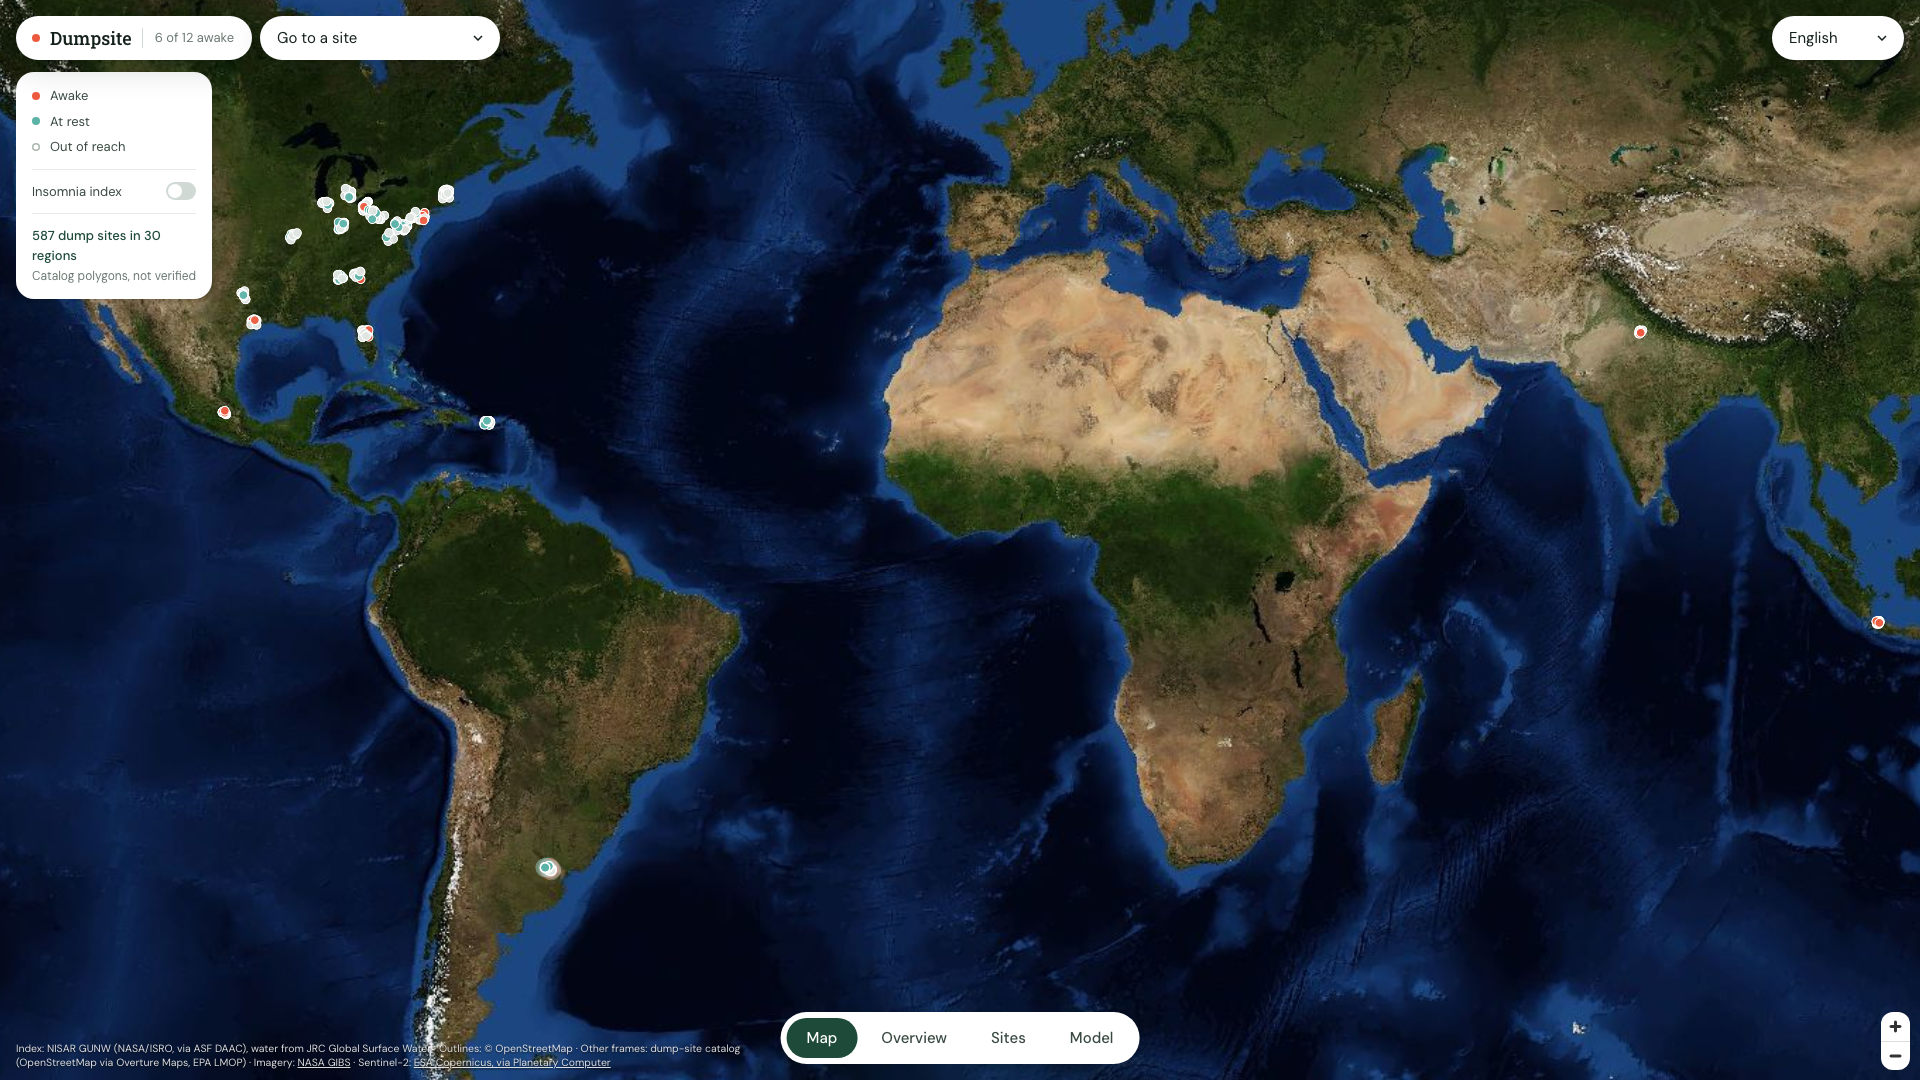 Dumpsite
6 of 12 awake
Go to a site
English
Awake
At rest
Out of reach
Insomnia index
587 dump sites in 30
regions
Catalog polygons, not verified
Map
Overview
Sites
Model
Index: NISAR GUNW (NASA/ISRO, via ASF DAAC), water from JRC Global Surface Water · Outlines: © OpenStreetMap · Other frames: dump-site catalog
(OpenStreetMap via Overture Maps, EPA LMOP) · Imagery: NASA GIBS · Sentinel-2: ESA Copernicus, via Planetary Computer